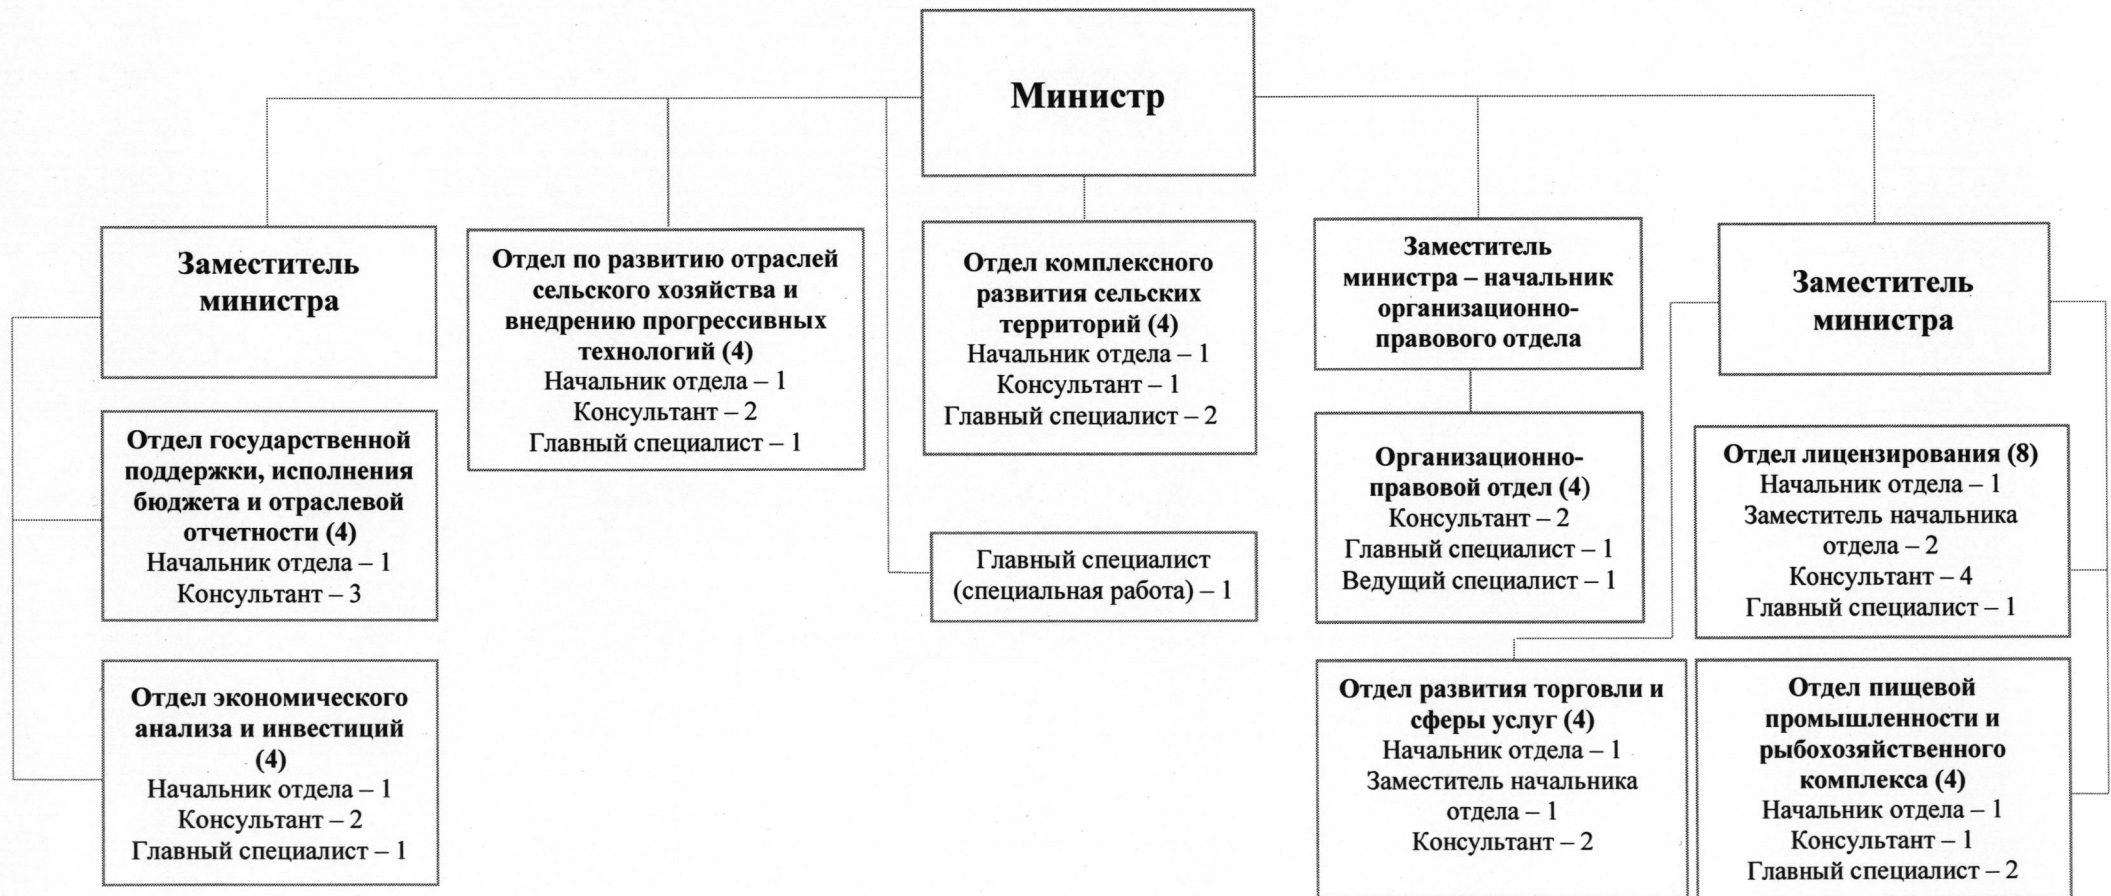 Министр
Заместитель
министра
Отдел по развитию отраслей
сельского хозяйства и
внедрению прогрессивных
технологий (4)
Начальник отдела – 1
Консультант – 2
Главный специалист – 1
Отдел комплексного
развития сельских
территорий (4)
Начальник отдела – 1
Консультант – 1
Главный специалист – 2
Заместитель
министра – начальник
организационно-
правового отдела
Заместитель
министра
Отдел государственной
поддержки, исполнения
бюджета и отраслевой
отчетности (4)
Начальник отдела – 1
Консультант – 3
Главный специалист
(специальная работа) – 1
Организационно-
правовой отдел (4)
Консультант – 2
Главный специалист – 1
Ведущий специалист – 1
Отдел лицензирования (8)
Начальник отдела – 1
Заместитель начальника
отдела – 2
Консультант – 4
Главный специалист – 1
Отдел экономического
анализа и инвестиций
(4)
Начальник отдела – 1
Консультант – 2
Главный специалист – 1
Отдел развития торговли и
сферы услуг (4)
Начальник отдела – 1
Заместитель начальника
отдела – 1
Консультант – 2
Отдел пищевой
промышленности и
рыбохозяйственного
комплекса (4)
Начальник отдела – 1
Консультант – 1
Главный специалист – 2